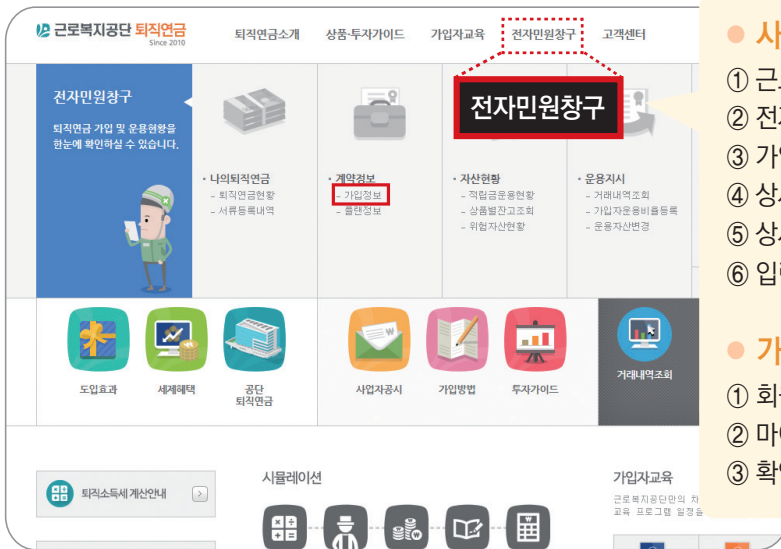 근로복지공단 퇴직연금
Since 2010
퇴직연금소개 상품·투자가이드 가입자교육 전자민원창구 고객센터
전자민원창구
퇴직연금 가입 및 운용현황을
한눈에 확인하실 수 있습니다.
전자민원창구
· 나의퇴직연금
- 퇴직연금현황
- 서류등록내역
· 계약정보
- 가입정보
- 플랜정보
· 자산현황
- 적립금운용현황
- 상품별잔고조회
- 위험자산현황
· 운용지시
- 거래내역조회
- 가입자운용비율등록
- 운용자산변경
도입효과 세제혜택 공단
퇴직연금
사업자공시 가입방법 투자가이드
거래내역조회
퇴직소득세 계산안내
시뮬레이션
가입자교육
근로복지공단만의 차
교육 프로그램 일정을
● 사
① 근
② 전
③ 가
④ 상
⑤ 상
⑥ 입
● 가
① 회
② 마
③ 확